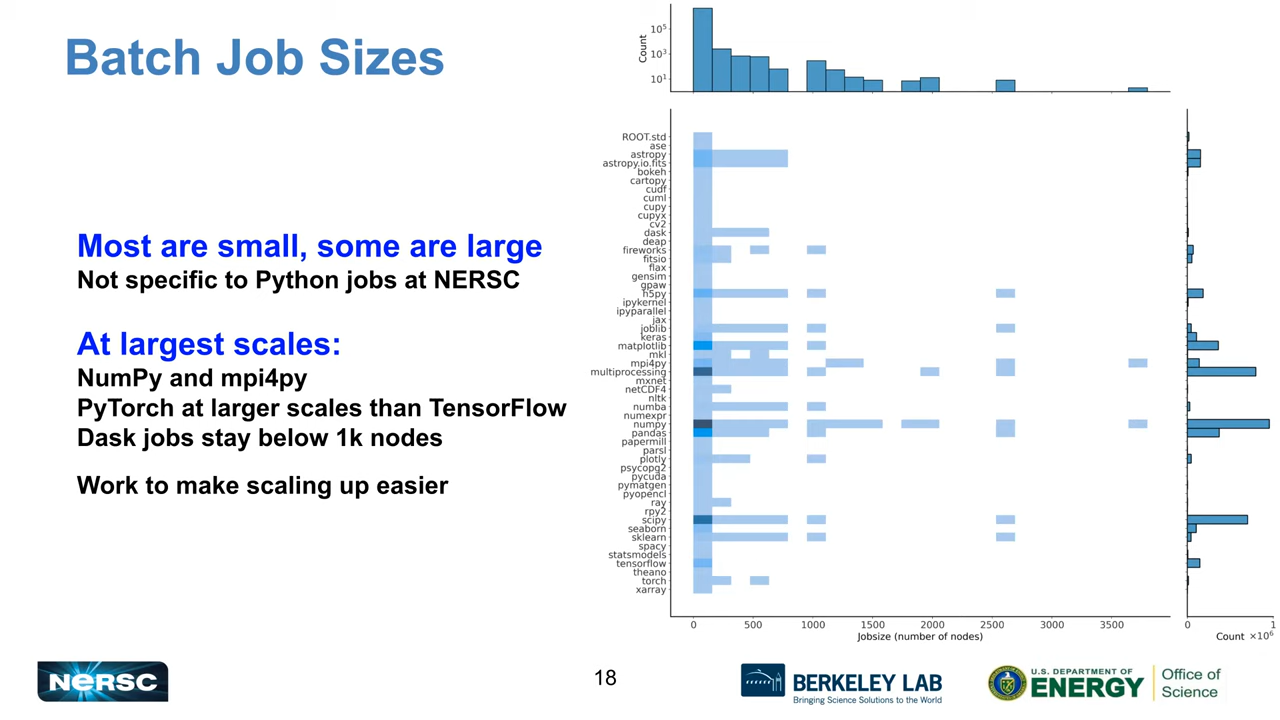 Batch Job Sizes
Most are small, some are large
Not specific to Python jobs at NERSC
At largest scales:
NumPy and mpi4py
PyTorch at larger scales than TensorFlow
Dask jobs stay below 1k nodes
Work to make scaling up easier
Count
10^5
10^3
10^1
ROOT.std
ase
astropy
astropy.io.fits
bokeh
cartopy
cudf
cuml
cupy
cupyx
cv2
dask
deap
fireworks
fitsio
flax
gensim
gpaw
h5py
ipykernel
ipyparallel
jax
joblib
keras
matplotlib
mkl
mpi4py
multiprocessing
mxnet
netCDF4
nltk
numba
numexpr
numpy
pandas
papermill
parsl
plotly
psycopg2
pycuda
pymatgen
pyopencl
ray
rpy2
scipy
seaborn
sklearn
spacy
statsmodels
tensorflow
theano
torch
xarray
0 500 1000 1500 2000 2500 3000 3500
Jobsize (number of nodes)
0 1
Count ×10^6
NERSC
18
BERKELEY LAB
Bringing Science Solutions to the World
U.S. DEPARTMENT OF
ENERGY
Office of
Science